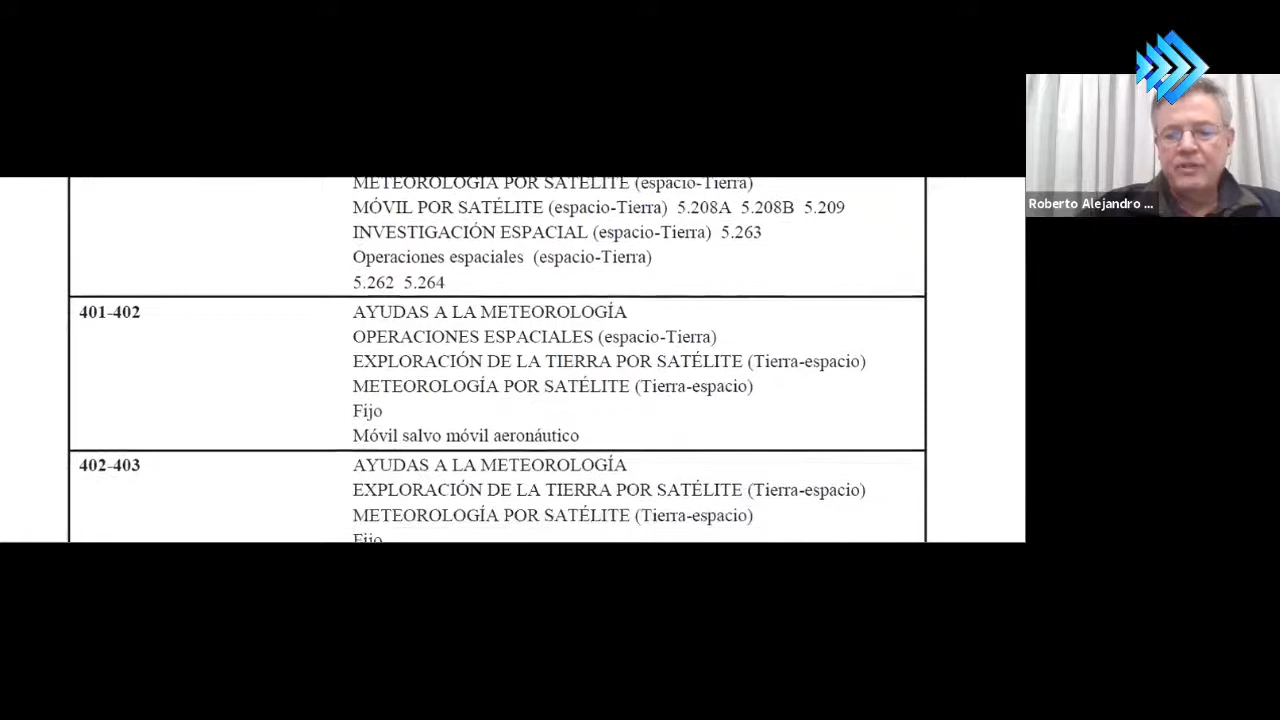 METEOROLOGÍA POR SATÉLITE (espacio-Tierra)
MÓVIL POR SATÉLITE (espacio-Tierra) 5.208A 5.208B 5.209
INVESTIGACIÓN ESPACIAL (espacio-Tierra) 5.263
Operaciones espaciales (espacio-Tierra)
5.262 5.264
401-402
AYUDAS A LA METEOROLOGÍA
OPERACIONES ESPACIALES (espacio-Tierra)
EXPLORACIÓN DE LA TIERRA POR SATÉLITE (Tierra-espacio)
METEOROLOGÍA POR SATÉLITE (Tierra-espacio)
Fijo
Móvil salvo móvil aeronáutico
402-403
AYUDAS A LA METEOROLOGÍA
EXPLORACIÓN DE LA TIERRA POR SATÉLITE (Tierra-espacio)
METEOROLOGÍA POR SATÉLITE (Tierra-espacio)
Fijo
Roberto Alejandro ...